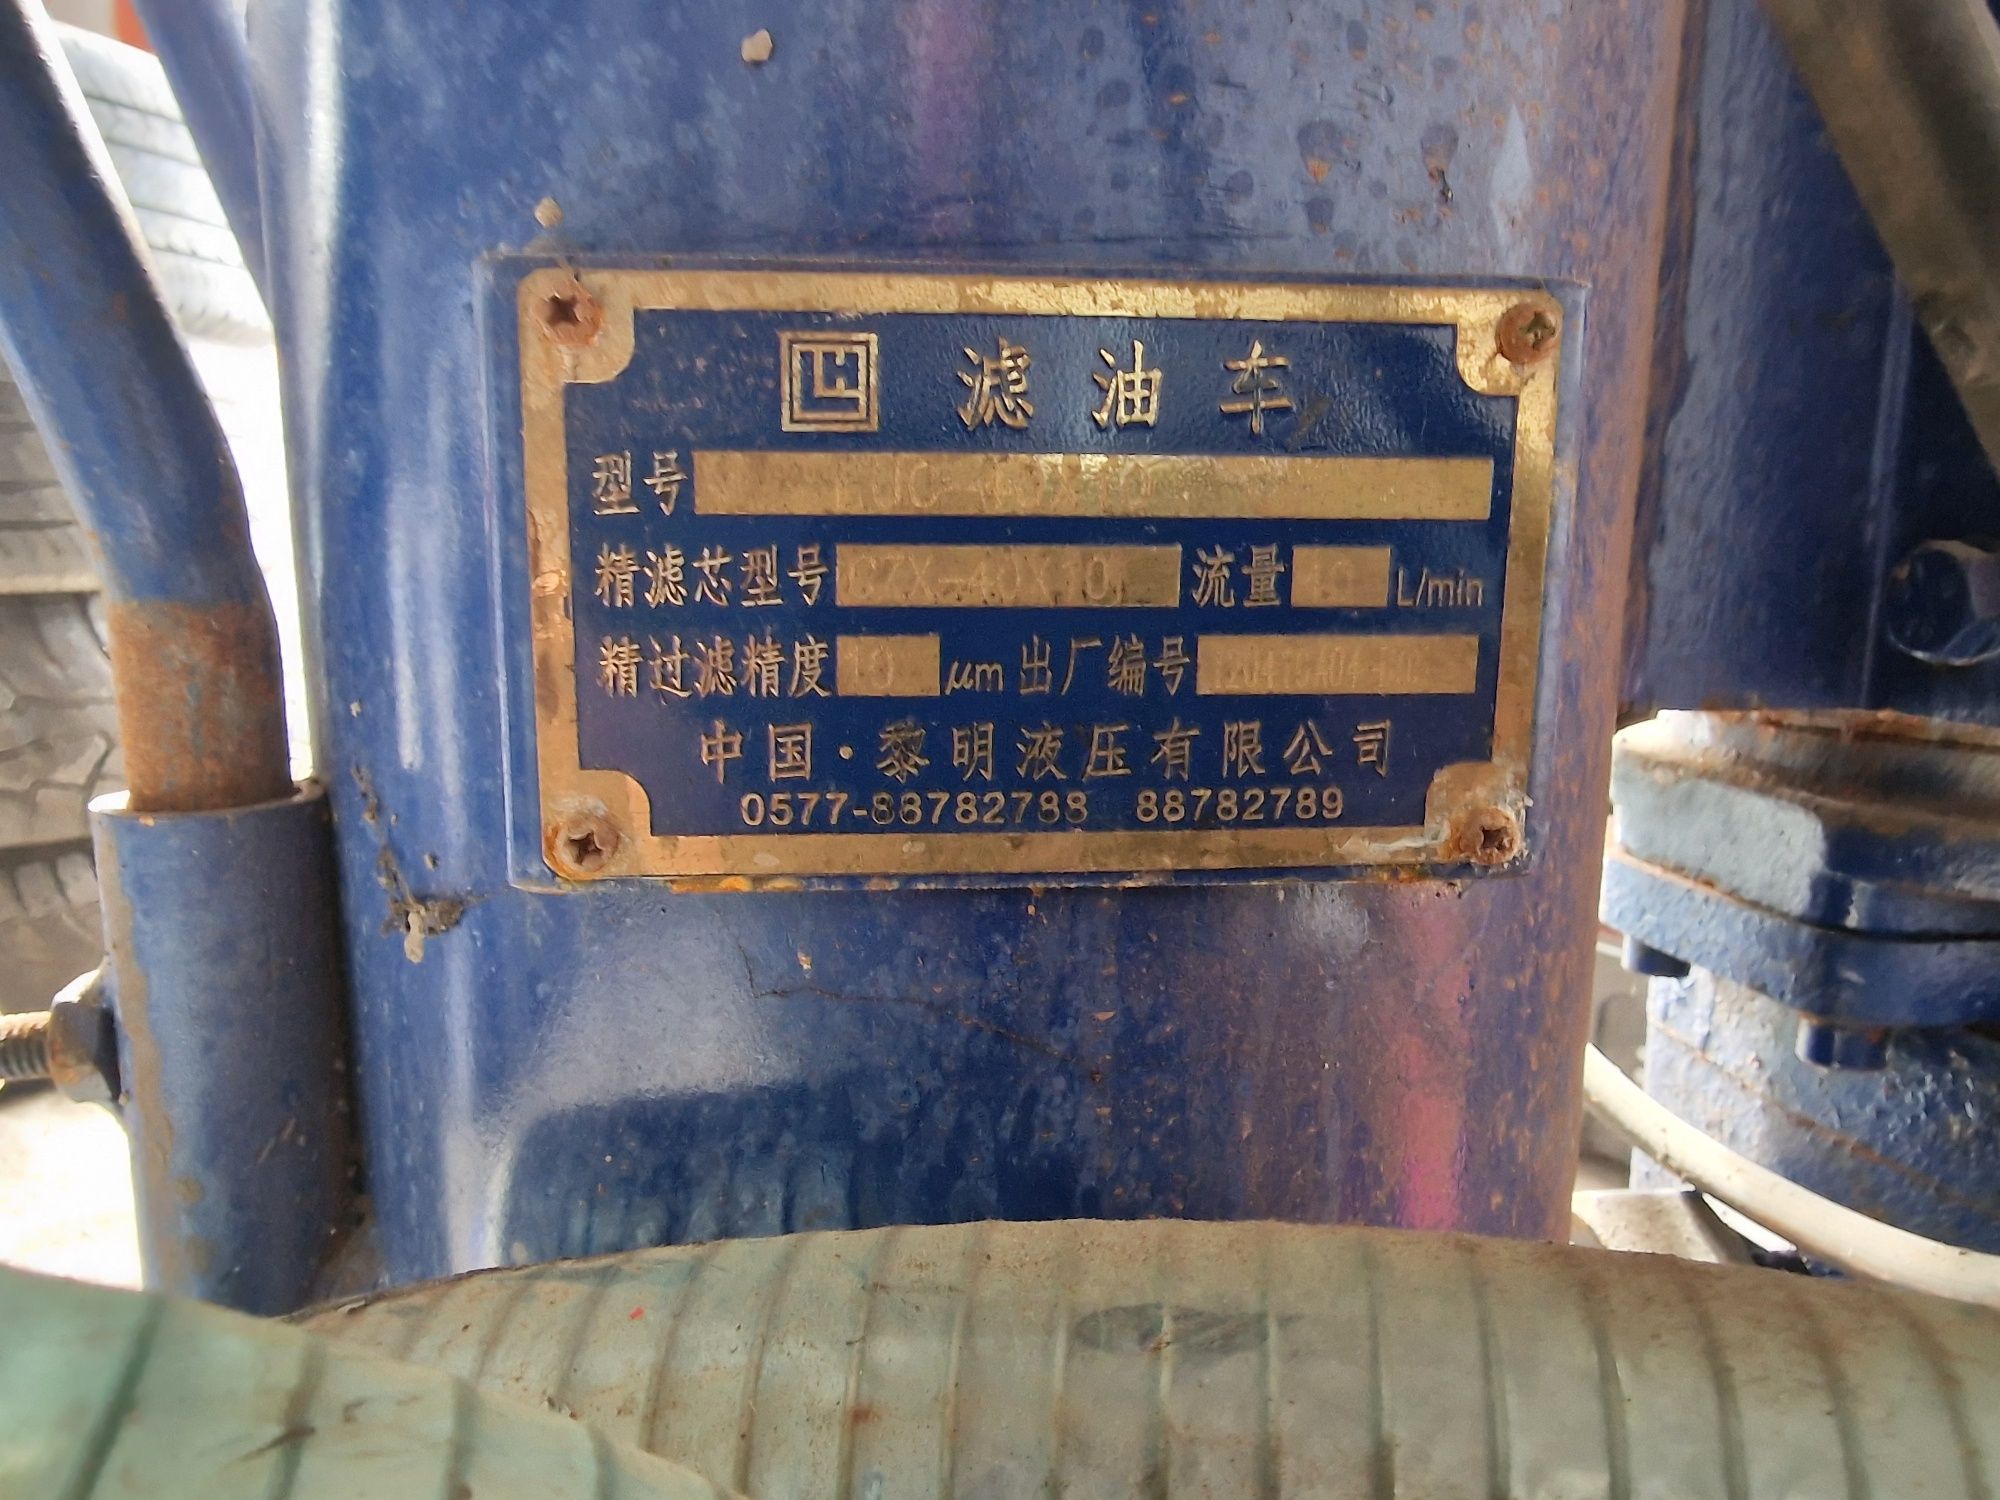 滤油车
型号
精滤芯型号 流量 L/min
精过滤精度 10 μm 出厂编号
中国·黎明液压有限公司
0577-88782788 88782789